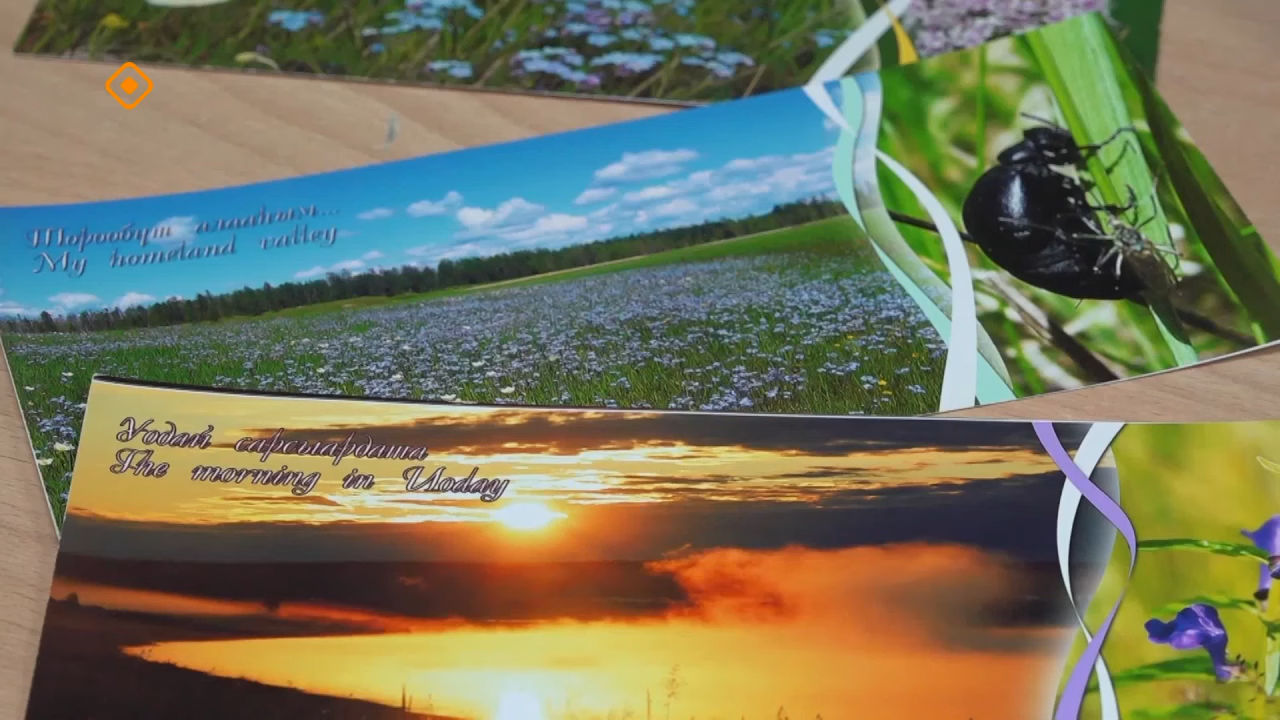 Төрөөбүт алааһым...
My homeland valley
Уодай сарсыардата
The morning in Uoday